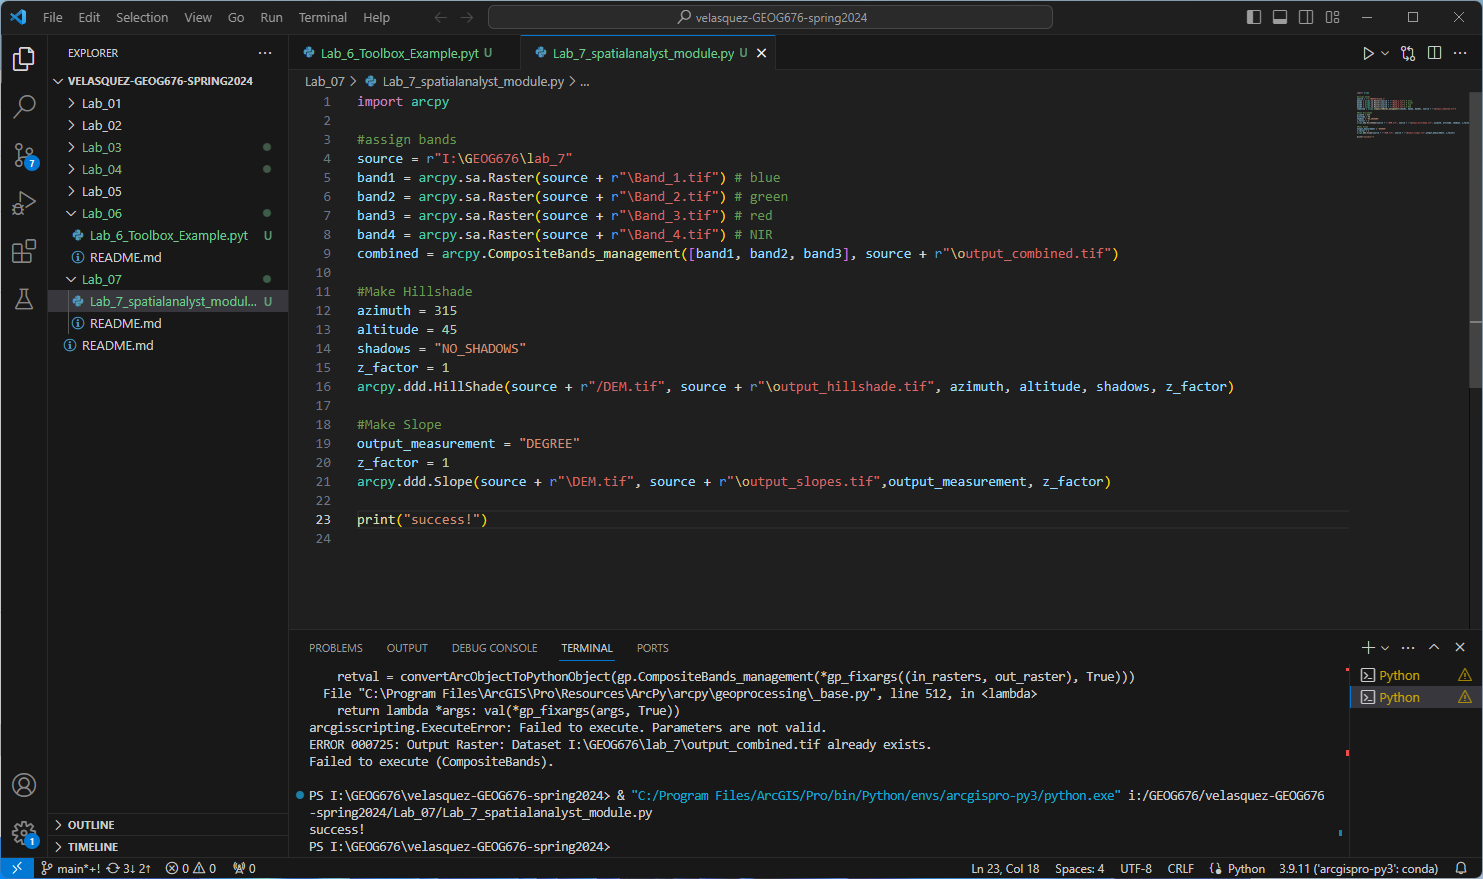 File Edit Selection View Go Run Terminal Help velasquez-GEOG676-spring2024
EXPLORER ...
VELASQUEZ-GEOG676-SPRING2024
Lab_01
Lab_02
Lab_03
Lab_04
Lab_05
Lab_06
Lab_6_Toolbox_Example.pyt U
README.md
Lab_07
Lab_7_spatialanalyst_modul... U
README.md
README.md
OUTLINE
TIMELINE
7
1
Lab_6_Toolbox_Example.pyt U Lab_7_spatialanalyst_module.py U
Lab_07 > Lab_7_spatialanalyst_module.py > ...
1 import arcpy
2
3 #assign bands
4 source = r"I:\GEOG676\lab_7"
5 band1 = arcpy.sa.Raster(source + r"\Band_1.tif") # blue
6 band2 = arcpy.sa.Raster(source + r"\Band_2.tif") # green
7 band3 = arcpy.sa.Raster(source + r"\Band_3.tif") # red
8 band4 = arcpy.sa.Raster(source + r"\Band_4.tif") # NIR
9 combined = arcpy.CompositeBands_management([band1, band2, band3], source + r"\output_combined.tif")
10
11 #Make Hillshade
12 azimuth = 315
13 altitude = 45
14 shadows = "NO_SHADOWS"
15 z_factor = 1
16 arcpy.ddd.HillShade(source + r"/DEM.tif", source + r"\output_hillshade.tif", azimuth, altitude, shadows, z_factor)
17
18 #Make Slope
19 output_measurement = "DEGREE"
20 z_factor = 1
21 arcpy.ddd.Slope(source + r"\DEM.tif", source + r"\output_slopes.tif",output_measurement, z_factor)
22
23 print("success!")
24
PROBLEMS OUTPUT DEBUG CONSOLE TERMINAL PORTS
retval = convertArcObjectToPythonObject(gp.CompositeBands_management(*gp_fixargs((in_rasters, out_raster), True)))
File "C:\Program Files\ArcGIS\Pro\Resources\ArcPy\arcpy\geoprocessing\_base.py", line 512, in <lambda>
return lambda *args: val(*gp_fixargs(args, True))
arcgisscripting.ExecuteError: Failed to execute. Parameters are not valid.
ERROR 000725: Output Raster: Dataset I:\GEOG676\lab_7\output_combined.tif already exists.
Failed to execute (CompositeBands).
PS I:\GEOG676\velasquez-GEOG676-spring2024> & "C:/Program Files/ArcGIS/Pro/bin/Python/envs/arcgispro-py3/python.exe" i:/GEOG676/velasquez-GEOG676
-spring2024/Lab_07/Lab_7_spatialanalyst_module.py
success!
PS I:\GEOG676\velasquez-GEOG676-spring2024>
Python
Python
main*+! 3↓ 2↑ 0 0 0 Ln 23, Col 18 Spaces: 4 UTF-8 CRLF Python 3.9.11 ('arcgispro-py3': conda)